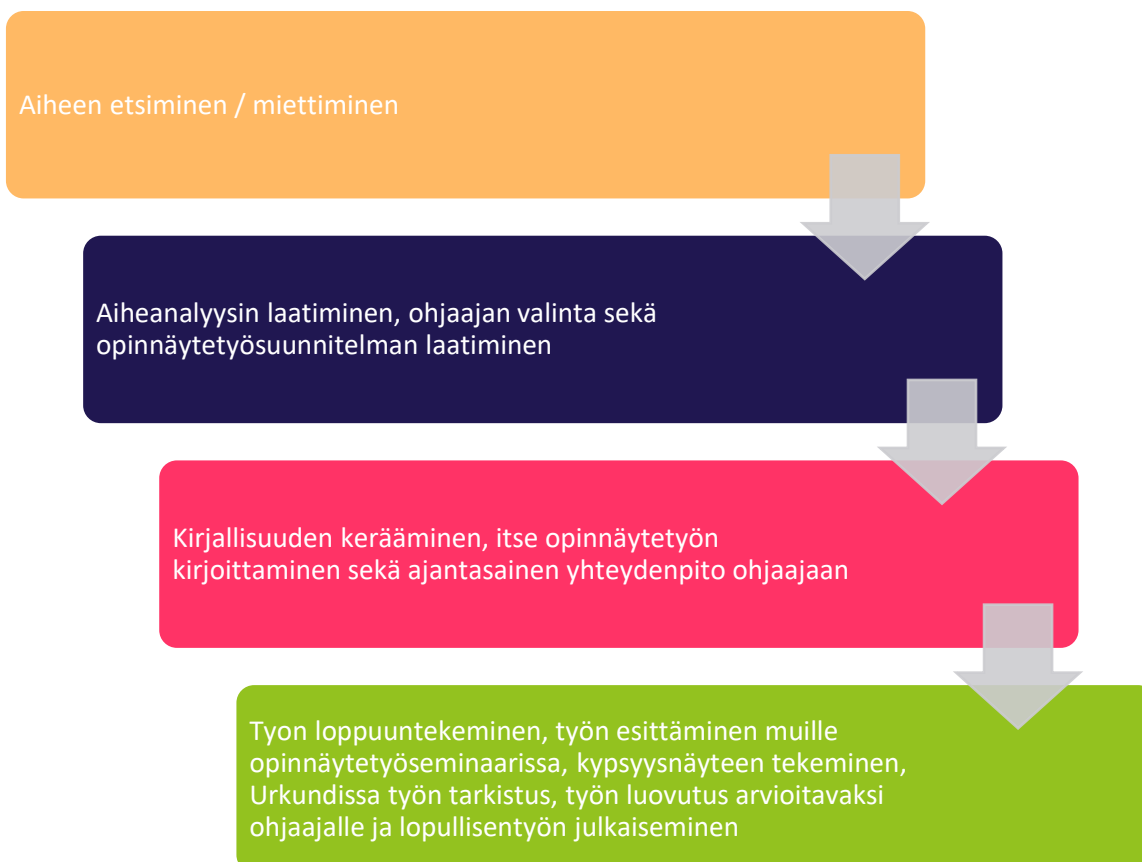 Aiheen etsiminen / miettiminen
Aiheanalyysin laatiminen, ohjaajan valinta sekä
opinnäytetyösuunnitelman laatiminen
Kirjallisuuden kerääminen, itse opinnäytetyön
kirjoittaminen sekä ajantasainen yhteydenpito ohjaajaan
Tyon loppuuntekeminen, työn esittäminen muille
opinnäytetyöseminaarissa, kypsyysnäyteen tekeminen,
Urkundissa työn tarkistus, työn luovutus arvioitavaksi
ohjaajalle ja lopullisentyön julkaiseminen